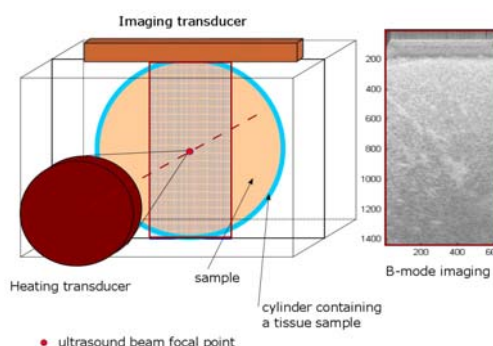 Imaging transducer
200
400
600
800
1000
1200
1400
200
400
B-mode imaging
sample
Heating transducer
cylinder containing
a tissue sample
ultrasound beam focal point